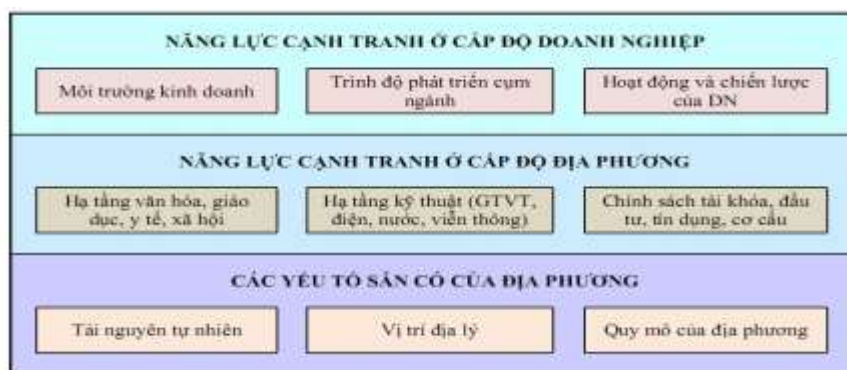 NĂNG LỰC CẠNH TRANH Ở CẤP ĐỘ DOANH NGHIỆP
Môi trường kinh doanh
Trình độ phát triển cụm
ngành
Hoạt động và chiến lược
của DN
NĂNG LỰC CẠNH TRANH Ở CẤP ĐỘ ĐỊA PHƯƠNG
Hạ tầng văn hóa, giáo
dục, y tế, xã hội
Hạ tầng kỹ thuật (GTVT,
điện, nước, viễn thông)
Chính sách tài khóa, đầu
tư, tín dụng, cơ cấu
CÁC YẾU TỐ SẴN CÓ CỦA ĐỊA PHƯƠNG
Tài nguyên tự nhiên
Vị trí địa lý
Quy mô của địa phương